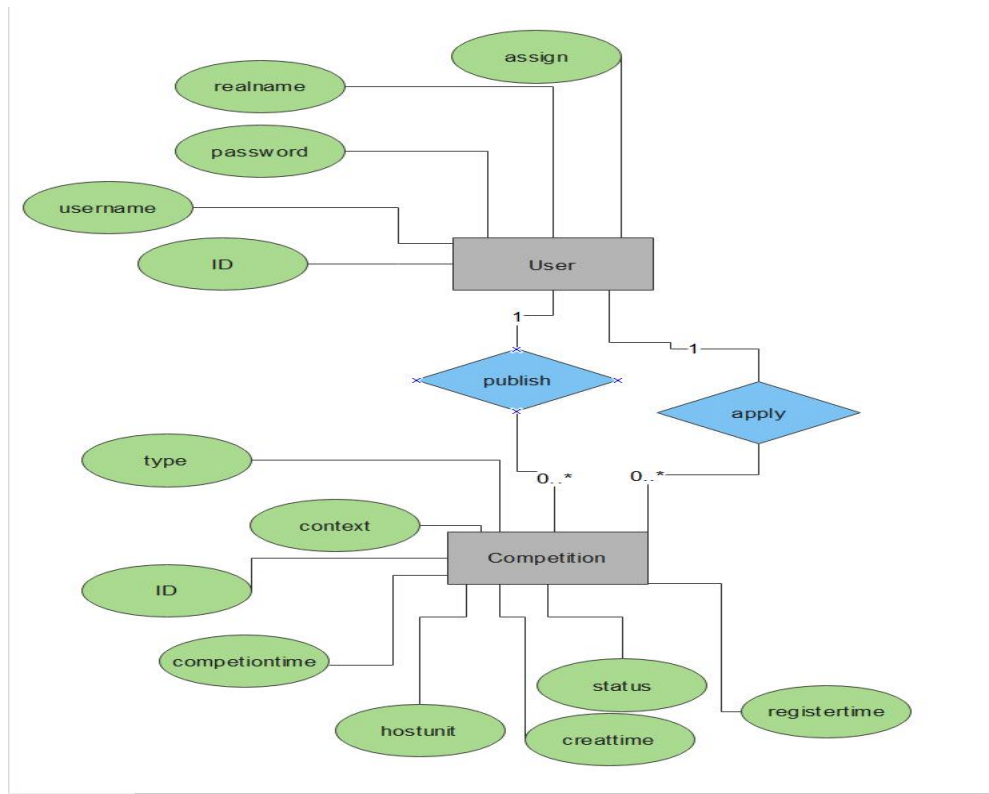 assign
realname
password
username
ID
User
1
1
publish
apply
type
0..*
0..*
context
Competition
ID
competiontime
status
registertime
hostunit
creattime